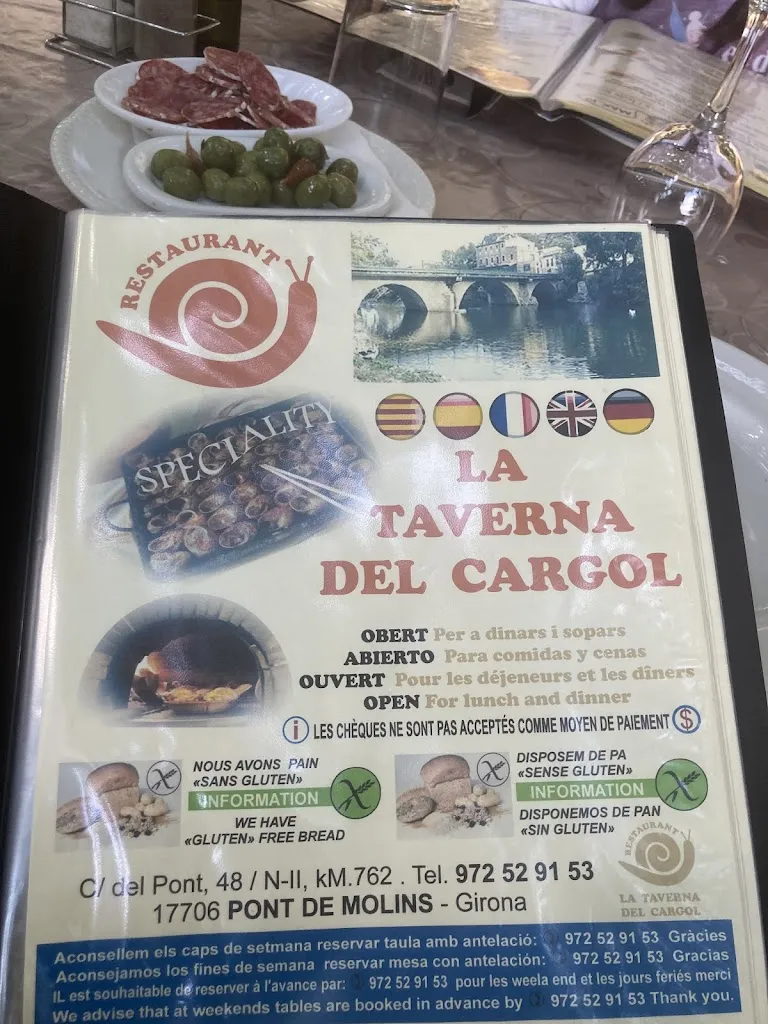 RESTAURANT
SPECIALITY
LA
TAVERNA
DEL CARGOL
OBERT Per a dinars i sopars
ABIERTO Para comidas y cenas
OUVERT Pour les déjeuneurs et les dîners
OPEN For lunch and dinner
i LES CHÈQUES NE SONT PAS ACCEPTÉS COMME MOYEN DE PAIEMENT $
NOUS AVONS PAIN
«SANS GLUTEN»
INFORMATION
WE HAVE
«GLUTEN» FREE BREAD
DISPOSEM DE PA
«SENSE GLUTEN»
INFORMATION
DISPONEMOS DE PAN
«SIN GLUTEN»
RESTAURANT
LA TAVERNA
DEL CARGOL
C/ del Pont, 48 / N-II, kM.762 . Tel. 972 52 91 53
17706 PONT DE MOLINS - Girona
Aconsellem els caps de setmana reservar taula amb antelació: 972 52 91 53 Gràcies
Aconsejamos los fines de semana reservar mesa con antelación: 972 52 91 53 Gracias
IL est souhaitable de réserver à l'avance par: 972 52 91 53 pour les weela end et les jours fériés merci
We advise that at weekends tables are booked in advance by 972 52 91 53 Thank you.